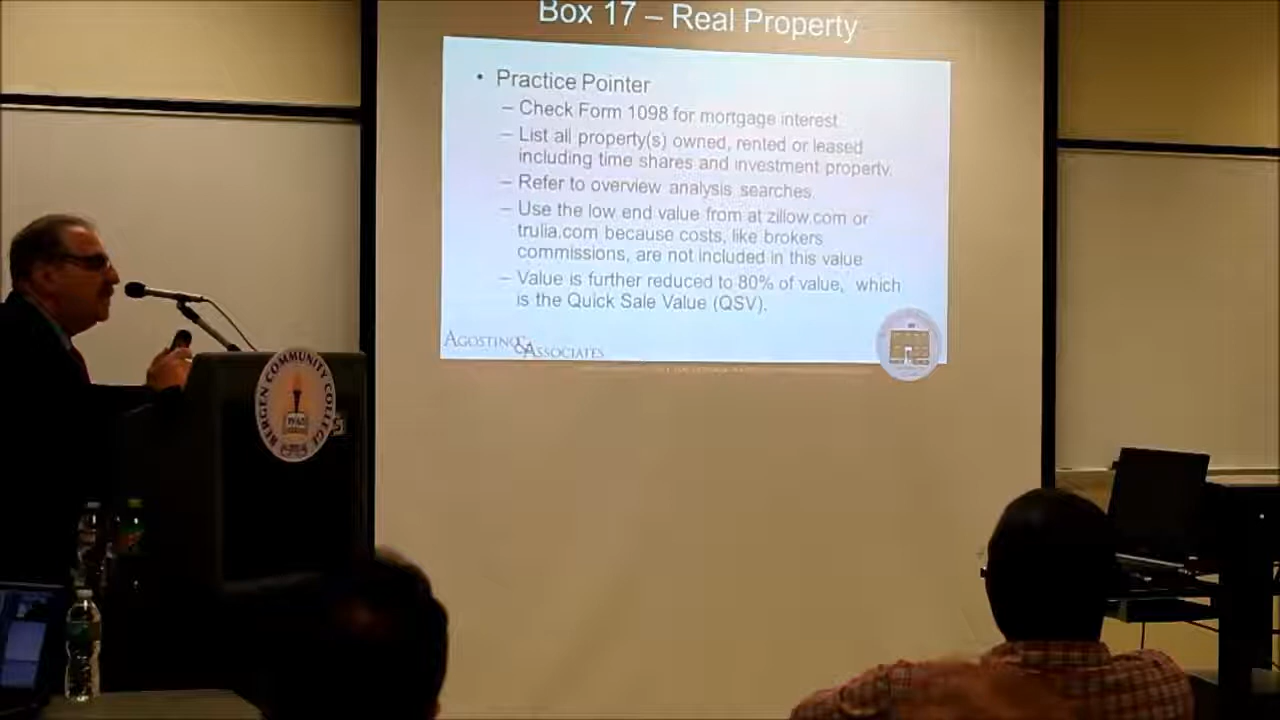 Box 17 – Real Property
• Practice Pointer
– Check Form 1098 for mortgage interest.
– List all property(s) owned, rented or leased
including time shares and investment property.
– Refer to overview analysis searches.
– Use the low end value from at zillow.com or
trulia.com because costs, like brokers
commissions, are not included in this value
– Value is further reduced to 80% of value, which
is the Quick Sale Value (QSV).
AGOSTINO & ASSOCIATES
BERGEN COMMUNITY COLLEGE